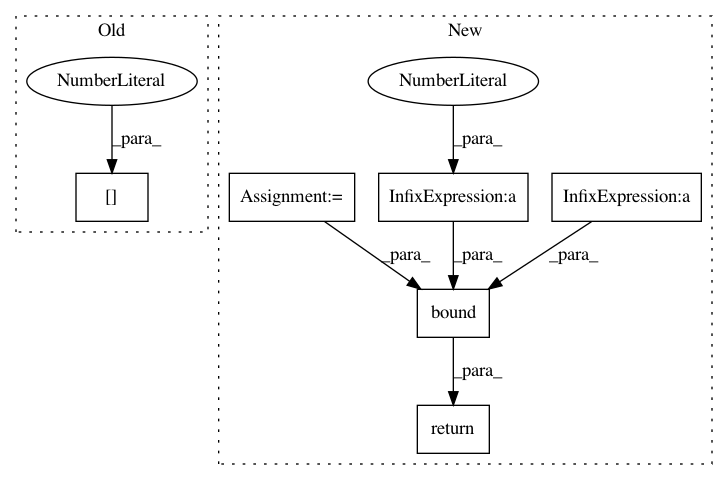 Old
New
NumberLiteral
NumberLiteral
_para_
_para_
[]
Assignment:=
InfixExpression:a
InfixExpression:a
_para_
_para_
_para_
bound
_para_
return